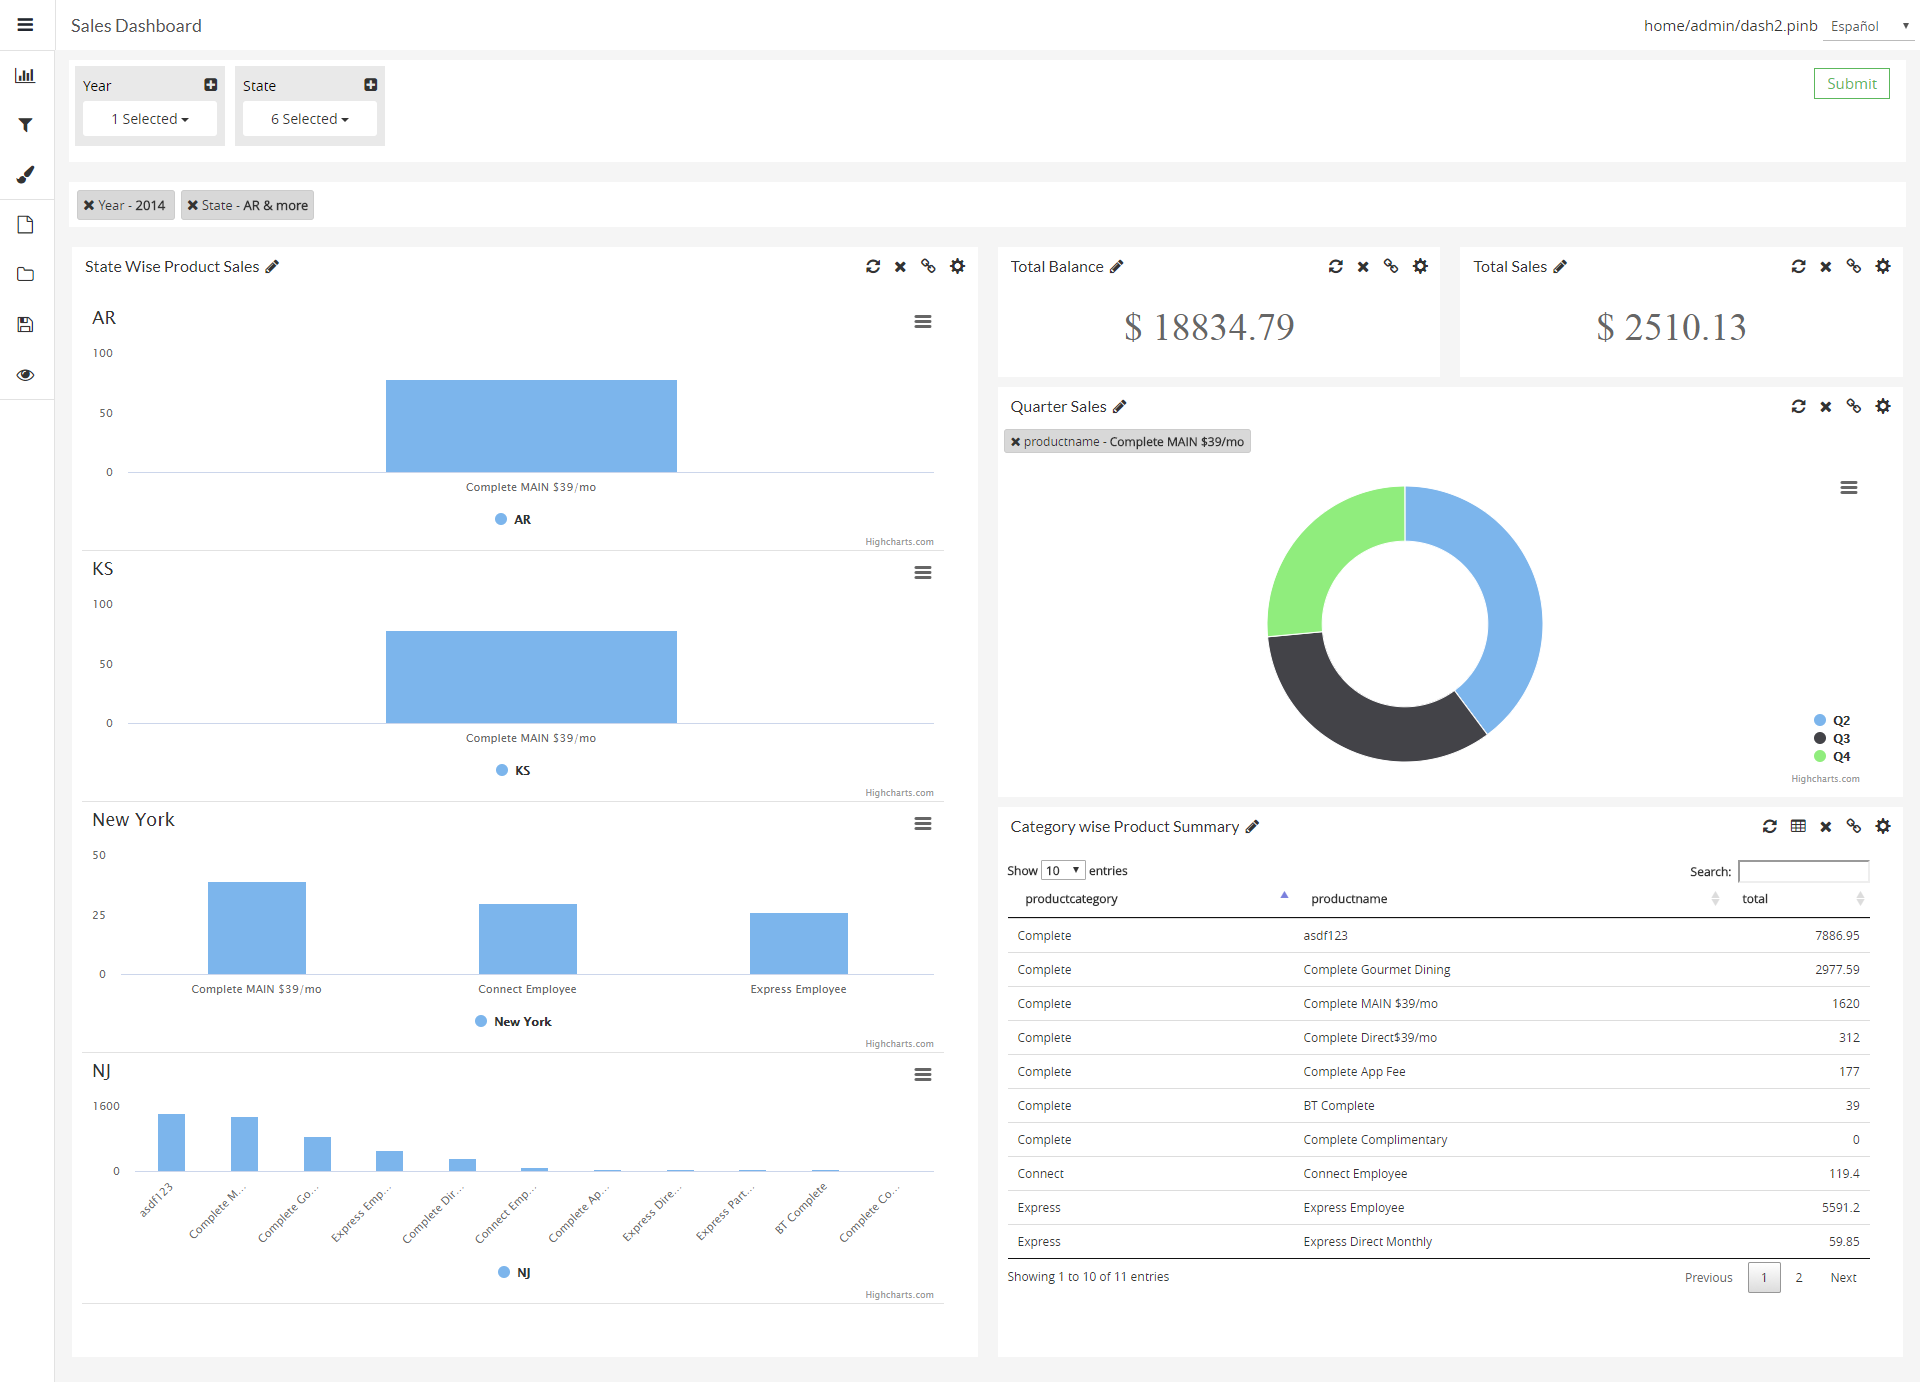 Sales Dashboard
home/admin/dash2.pinb Español
Year
1 Selected
State
6 Selected
Submit
Year - 2014
State - AR & more
State Wise Product Sales
AR
100
50
0
Complete MAIN $39/mo
AR
Highcharts.com
KS
100
50
0
Complete MAIN $39/mo
KS
Highcharts.com
New York
50
25
0
Complete MAIN $39/mo Connect Employee Express Employee
New York
Highcharts.com
NJ
1600
0
asdf123 Complete M... Complete Go... Express Emp... Complete Dir... Connect Emp... Complete Ap... Express Dire... Express Part... BT Complete Complete Co...
NJ
Highcharts.com
Total Balance
$ 18834.79
Total Sales
$ 2510.13
Quarter Sales
productname - Complete MAIN $39/mo
Q2
Q3
Q4
Highcharts.com
Category wise Product Summary
Show 10 entries Search:
productcategory productname total
Complete asdf123 7886.95
Complete Complete Gourmet Dining 2977.59
Complete Complete MAIN $39/mo 1620
Complete Complete Direct$39/mo 312
Complete Complete App Fee 177
Complete BT Complete 39
Complete Complete Complimentary 0
Connect Connect Employee 119.4
Express Express Employee 5591.2
Express Express Direct Monthly 59.85
Showing 1 to 10 of 11 entries Previous 1 2 Next